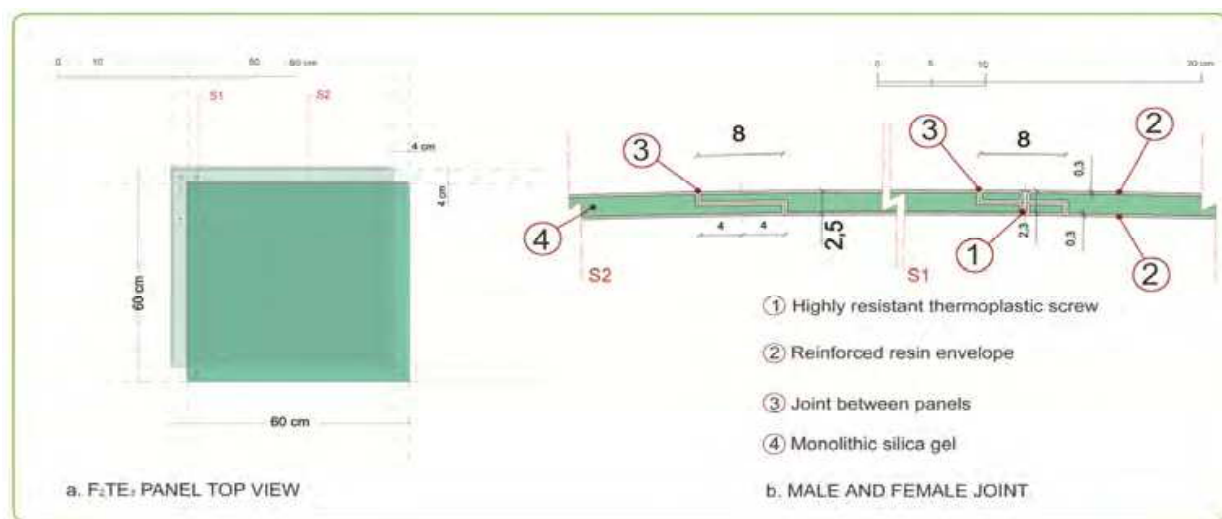 0 10 50 60 cm
S1 S2
4 cm
4 cm
60 cm
60 cm
a. F₂TE₃ PANEL TOP VIEW
0 5 10 30 cm
3 8 3 8 2
0,3
4 4 4 2,5
1 2,3 0,3 2
S2 S1
1 Highly resistant thermoplastic screw
2 Reinforced resin envelope
3 Joint between panels
4 Monolithic silica gel
b. MALE AND FEMALE JOINT